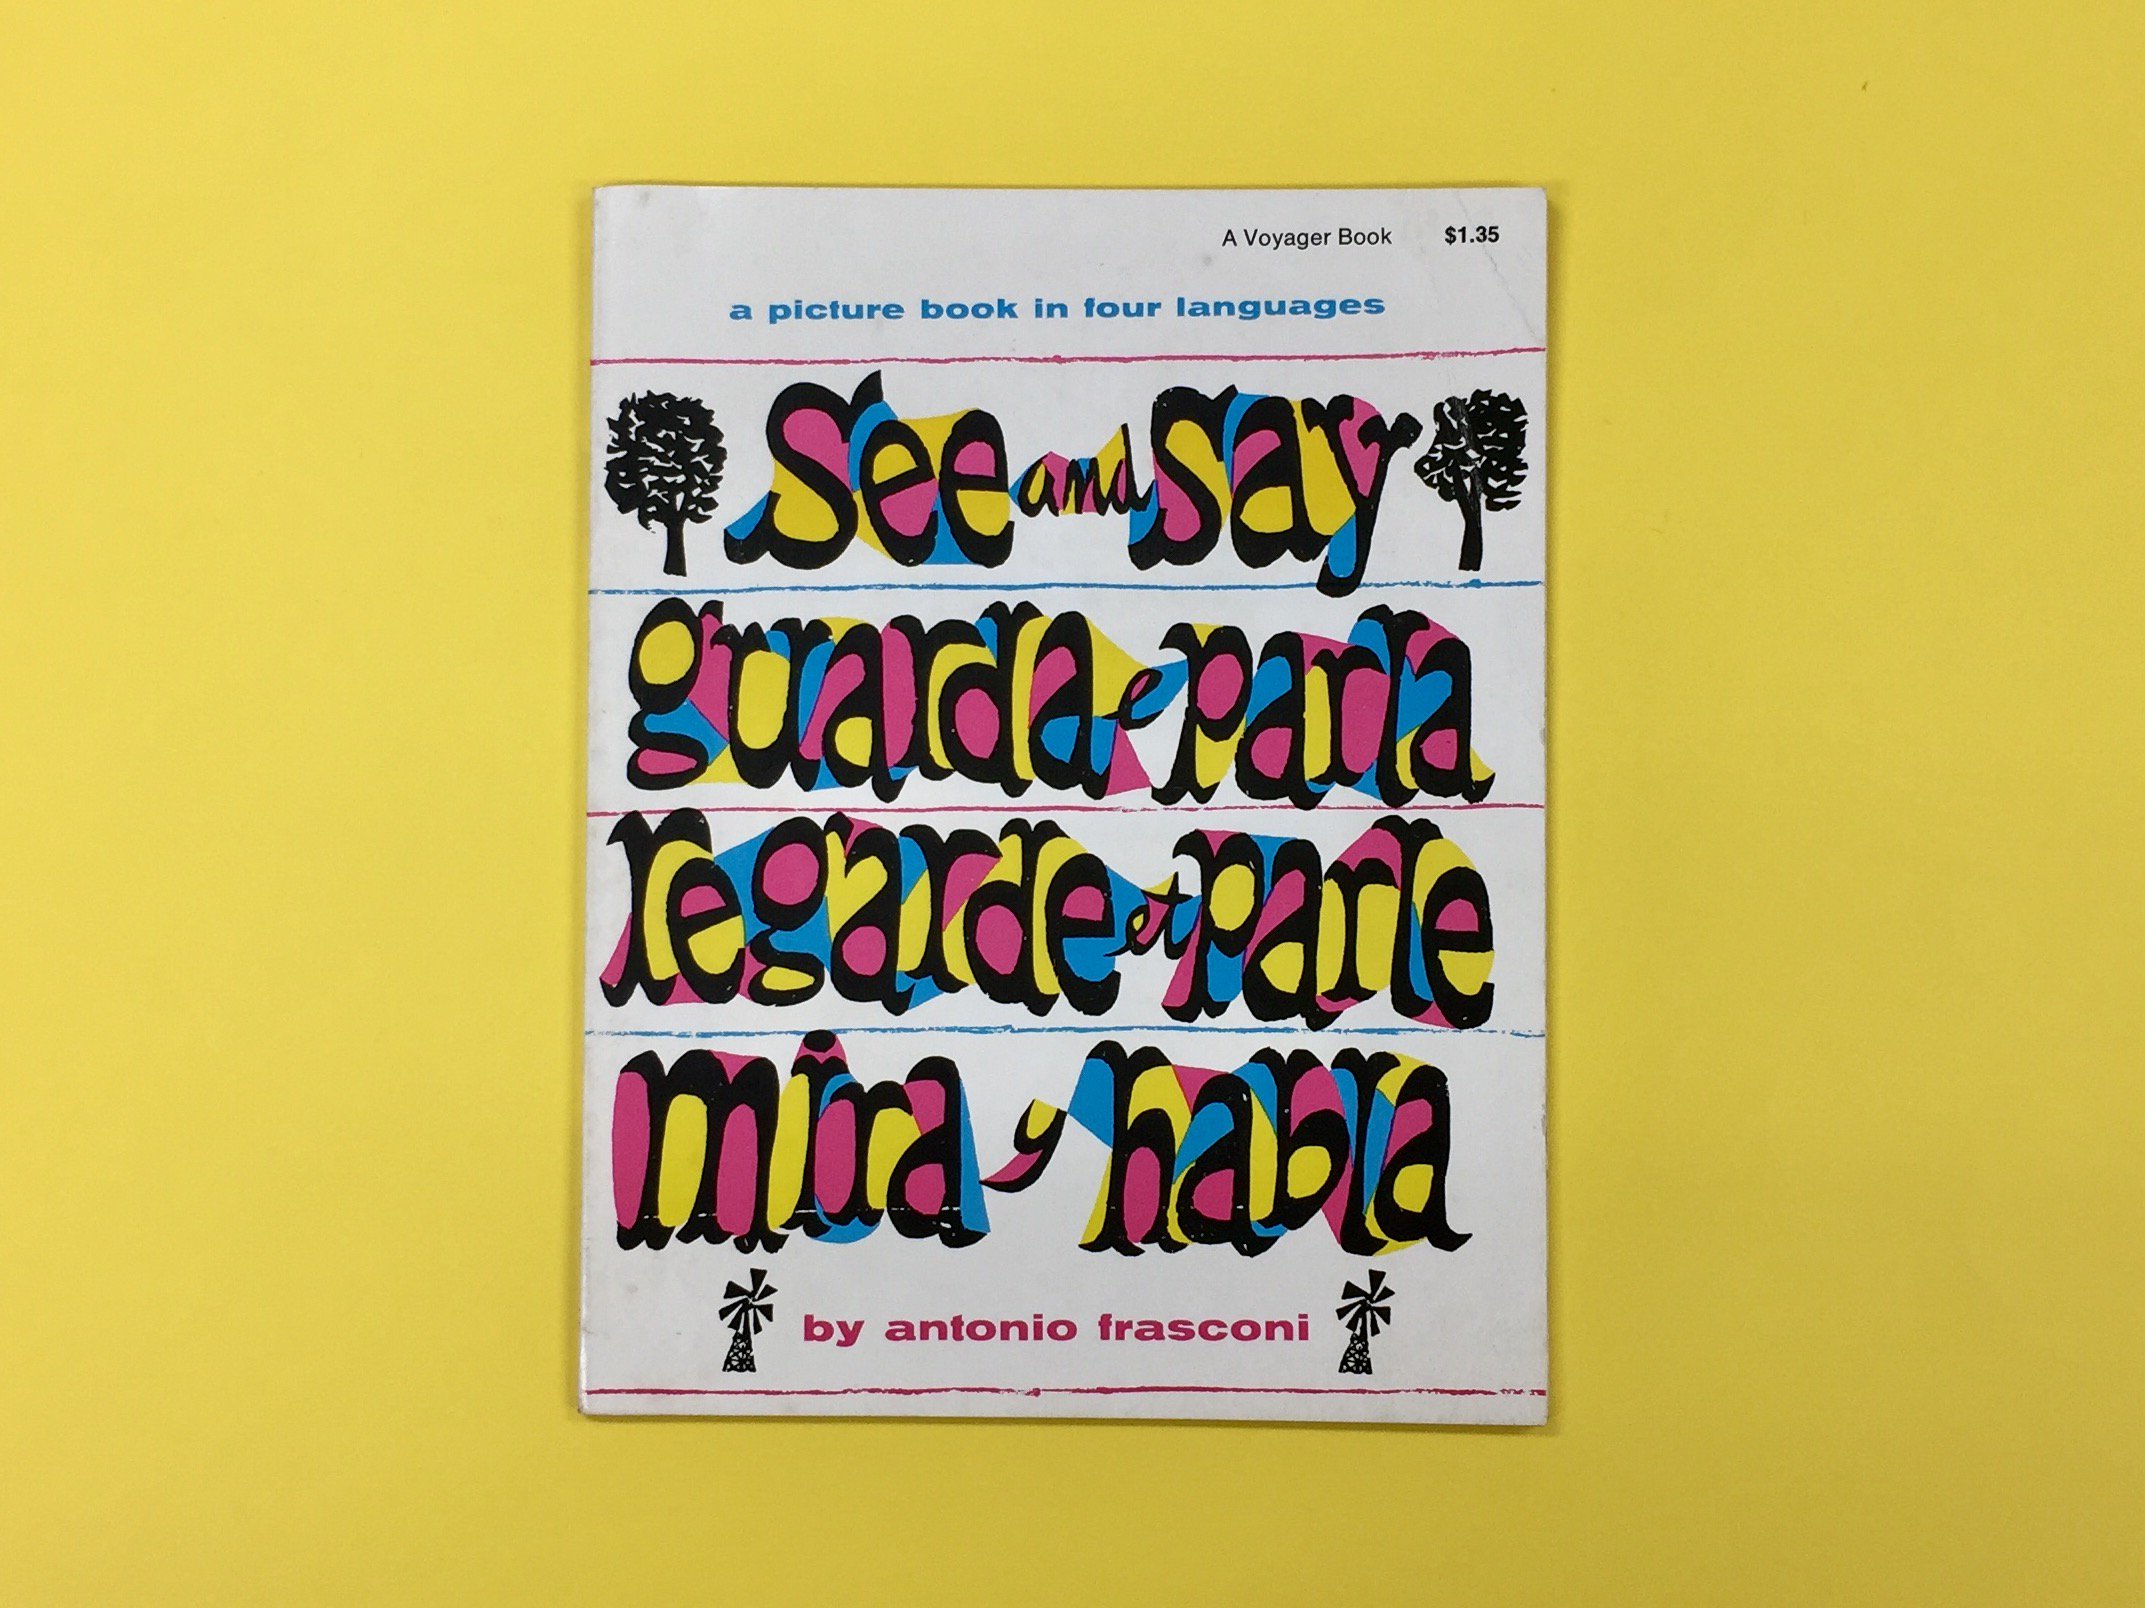 A Voyager Book $1.35
a picture book in four languages
See and say
guarda e parla
regarde et parle
mira y habla
by antonio frasconi